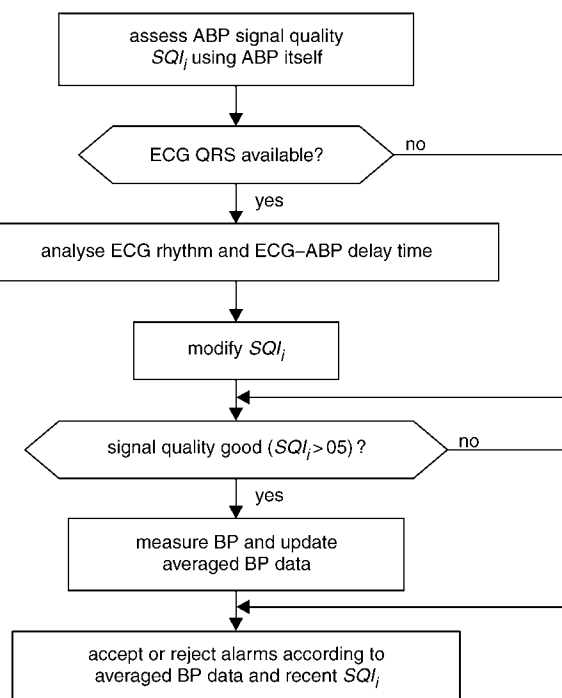 assess ABP signal quality
SQIi using ABP itself
ECG QRS available?
no
yes
analyse ECG rhythm and ECG–ABP delay time
modify SQIi
signal quality good (SQIi > 05) ?
no
yes
measure BP and update
averaged BP data
accept or reject alarms according to
averaged BP data and recent SQIi